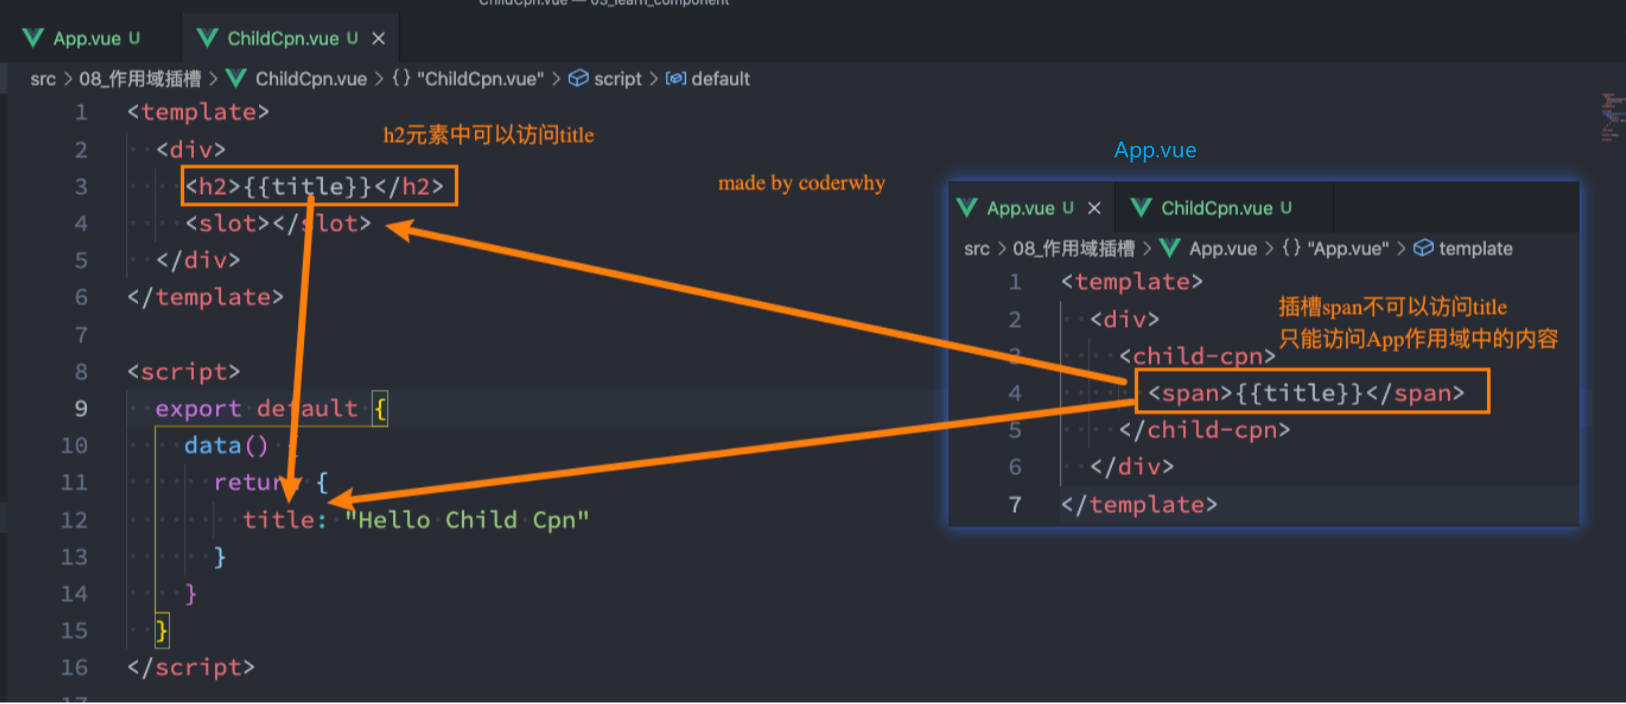 ChildCpn.vue — 03_learn_component
App.vue U
ChildCpn.vue U ×
src > 08_作用域插槽 > ChildCpn.vue > {} "ChildCpn.vue" > script > default
1 <template>
2 <div>
3 <h2>{{title}}</h2>
4 <slot></slot>
5 </div>
6 </template>
7
8 <script>
9 export default {
10 data() {
11 return {
12 title: "Hello Child Cpn"
13 }
14 }
15 }
16 </script>
17
h2元素中可以访问title
made by coderwhy
App.vue
App.vue U ×
ChildCpn.vue U
src > 08_作用域插槽 > App.vue > {} "App.vue" > template
1 <template>
2 <div>
3 <child-cpn>
4 <span>{{title}}</span>
5 </child-cpn>
6 </div>
7 </template>
插槽span不可以访问title
只能访问App作用域中的内容